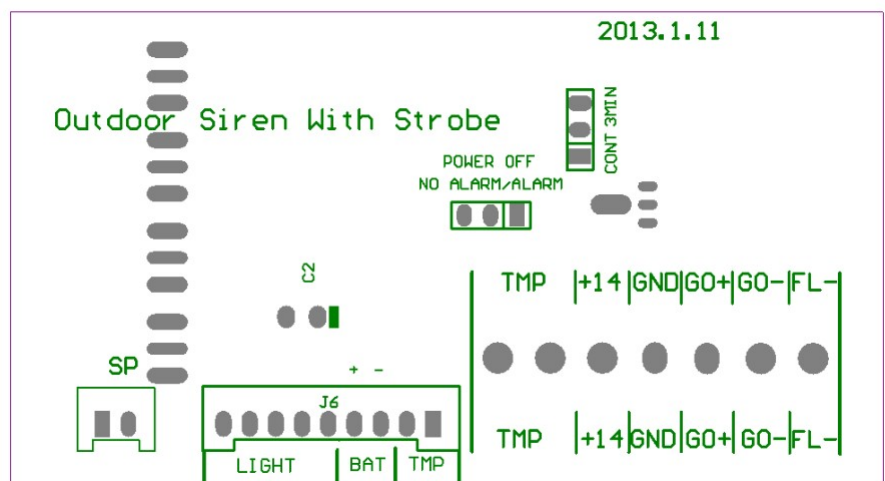 2013.1.11
Outdoor Siren With Strobe
CONT 3MIN
POWER OFF
NO ALARM/ALARM
C2
TMP +14 GND GO+ GO- FL-
SP
+ -
J6
TMP +14 GND GO+ GO- FL-
LIGHT BAT TMP